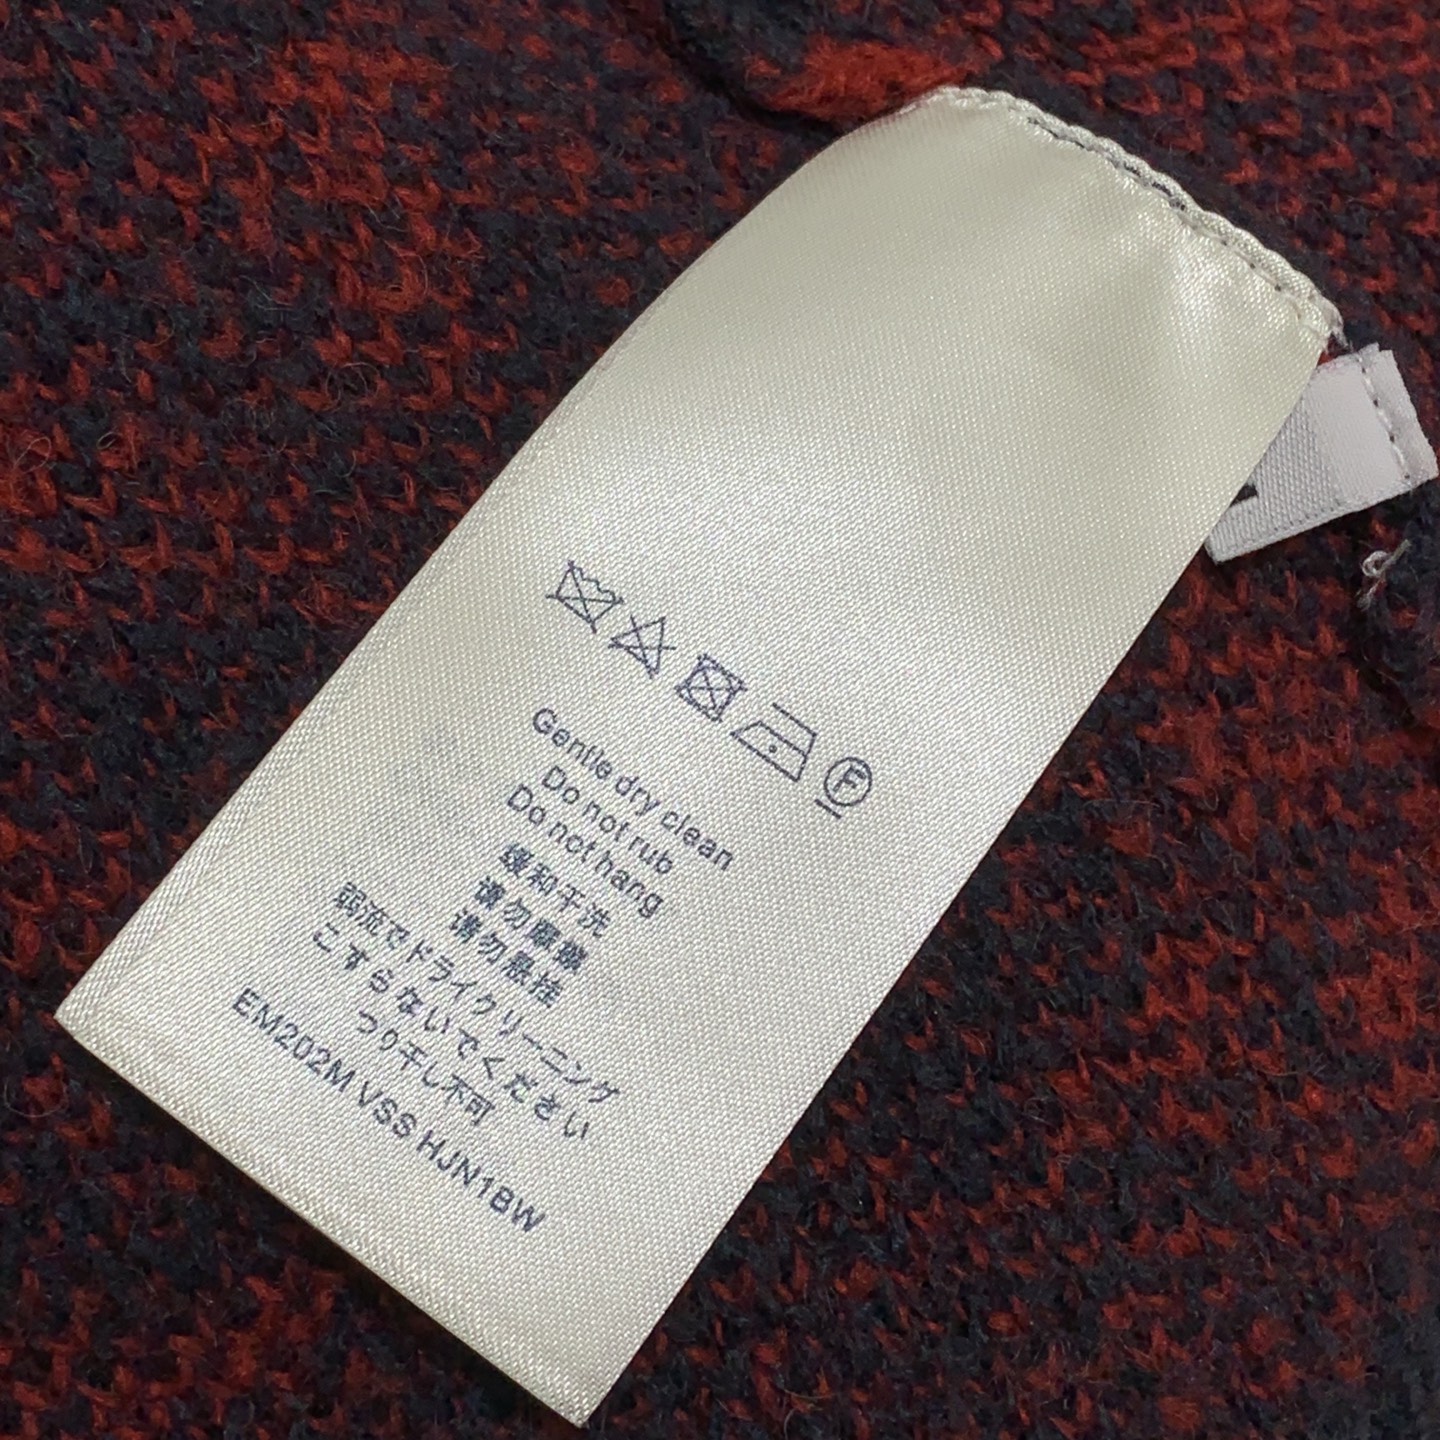 F
Gentle dry clean
Do not rub
Do not hang
缓和干洗
请勿摩擦
请勿悬挂
弱流でドライクリーニング
こすらないでください
つり干し不可
EM202M VSS HJN1BW